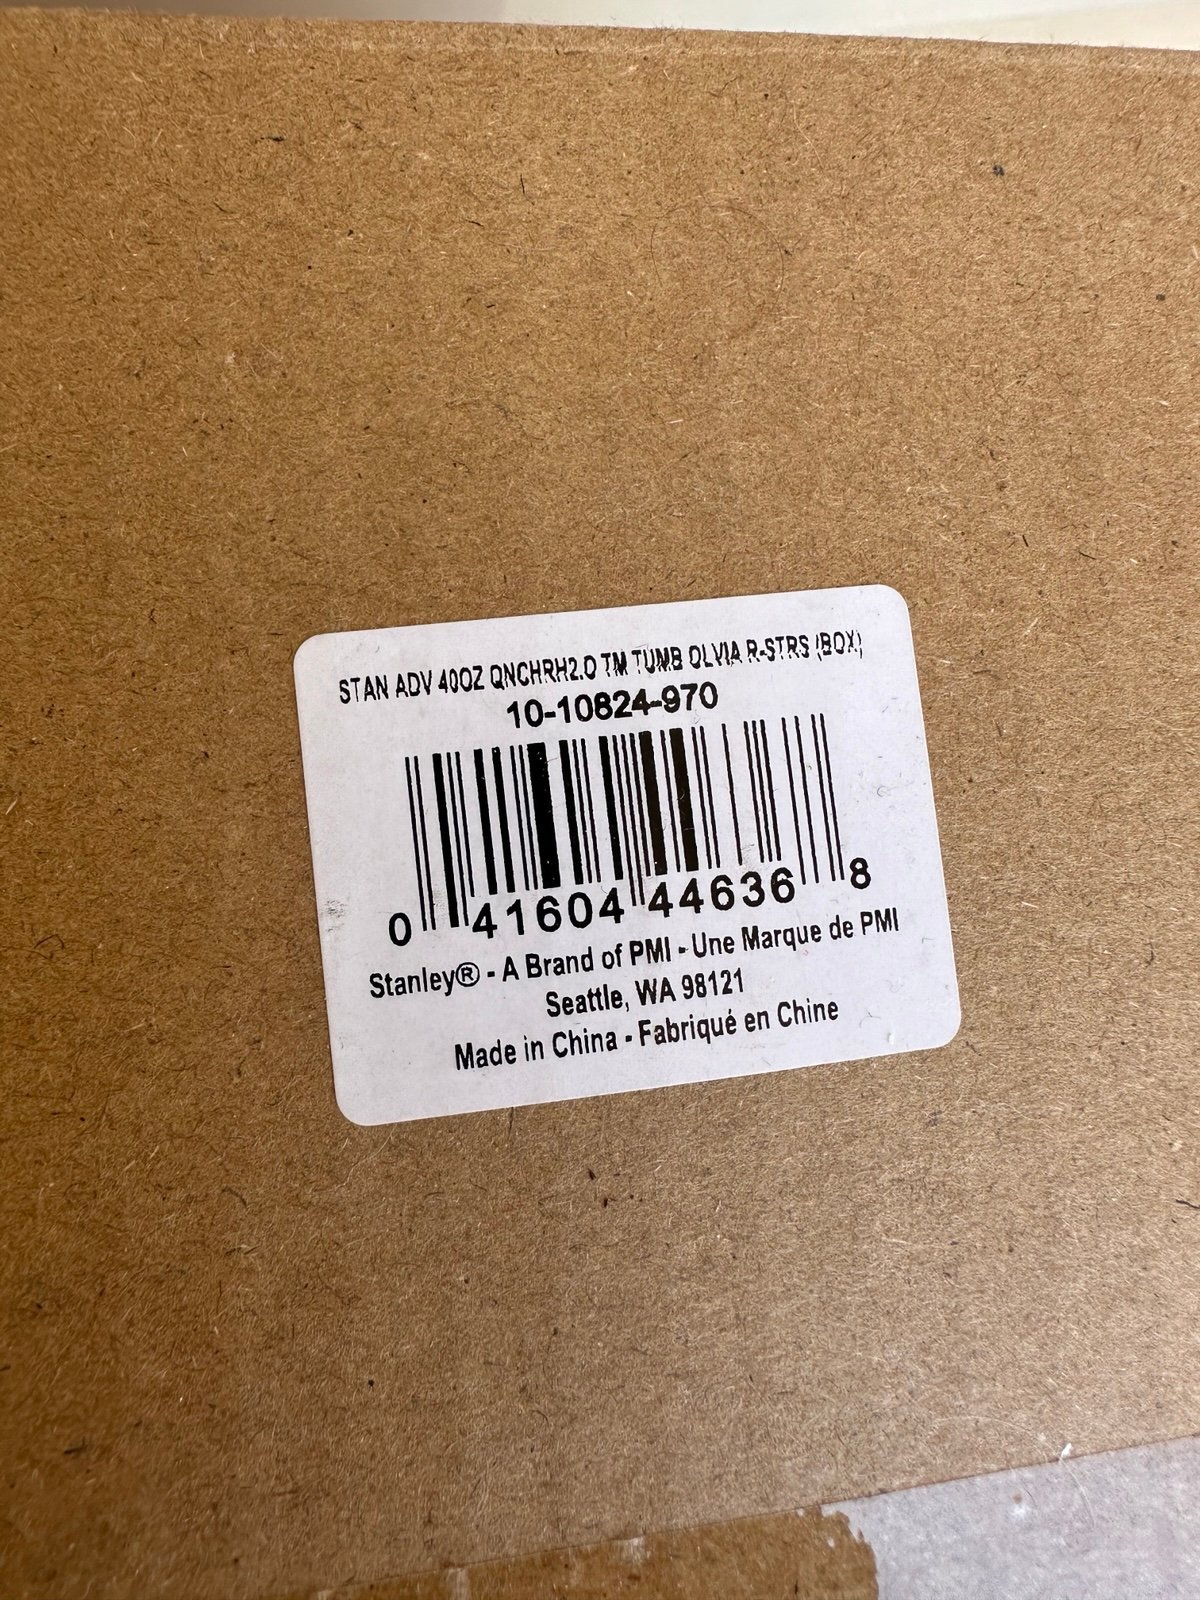 STAN ADV 40OZ QNCHRH2.O TM TUMB OLVIA R-STRS (BOX)
10-10824-970
0 41604 44636 8
Stanley® - A Brand of PMI - Une Marque de PMI
Seattle, WA 98121
Made in China - Fabriqué en Chine